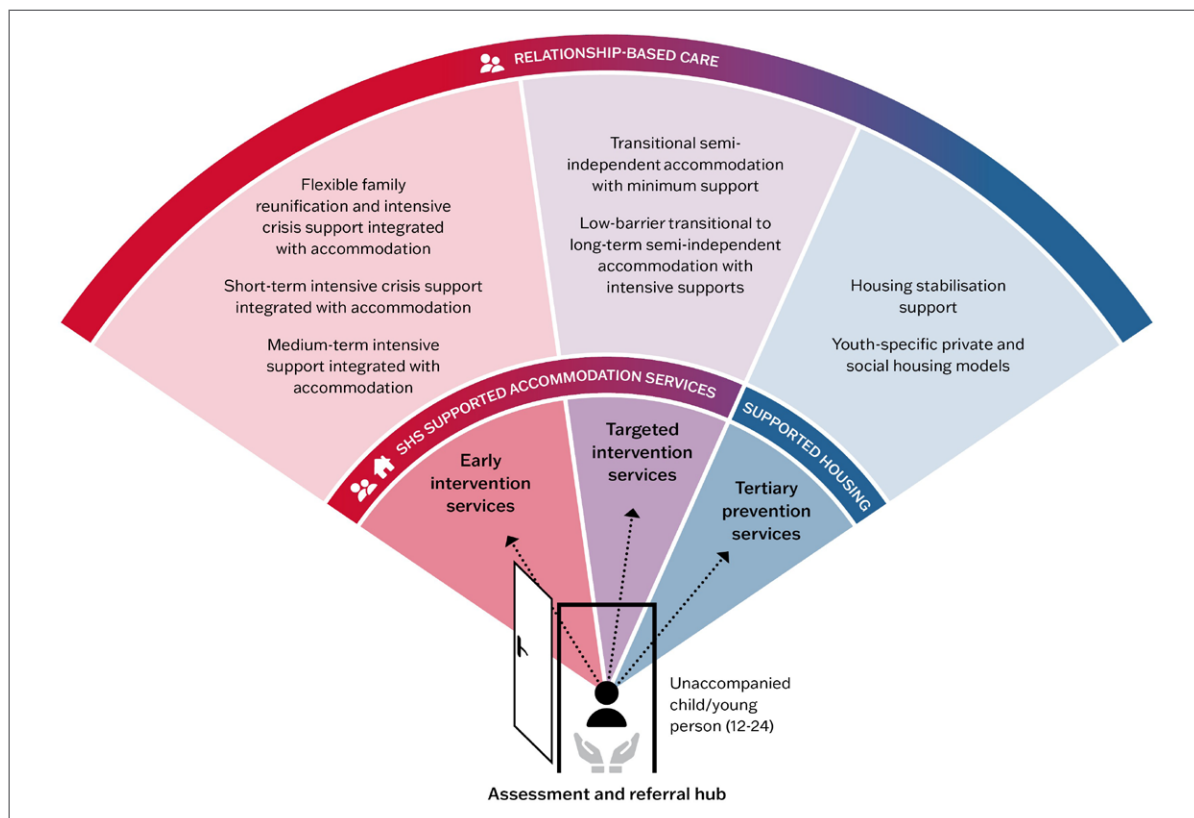 RELATIONSHIP-BASED CARE
Flexible family
reunification and intensive
crisis support integrated
with accommodation
Short-term intensive crisis support
integrated with accommodation
Medium-term intensive
support integrated with
accommodation
Transitional semi-
independent accommodation
with minimum support
Low-barrier transitional to
long-term semi-independent
accommodation with
intensive supports
Housing stabilisation
support
Youth-specific private and
social housing models
SHS SUPPORTED ACCOMMODATION SERVICES
SUPPORTED HOUSING
Early
intervention
services
Targeted
intervention
services
Tertiary
prevention
services
Unaccompanied
child/young
person (12-24)
Assessment and referral hub